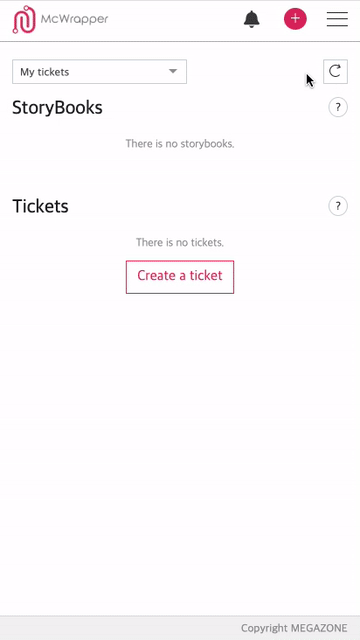 McWrapper
+
My tickets
StoryBooks
?
There is no storybooks.
Tickets
?
There is no tickets.
Create a ticket
Copyright MEGAZONE